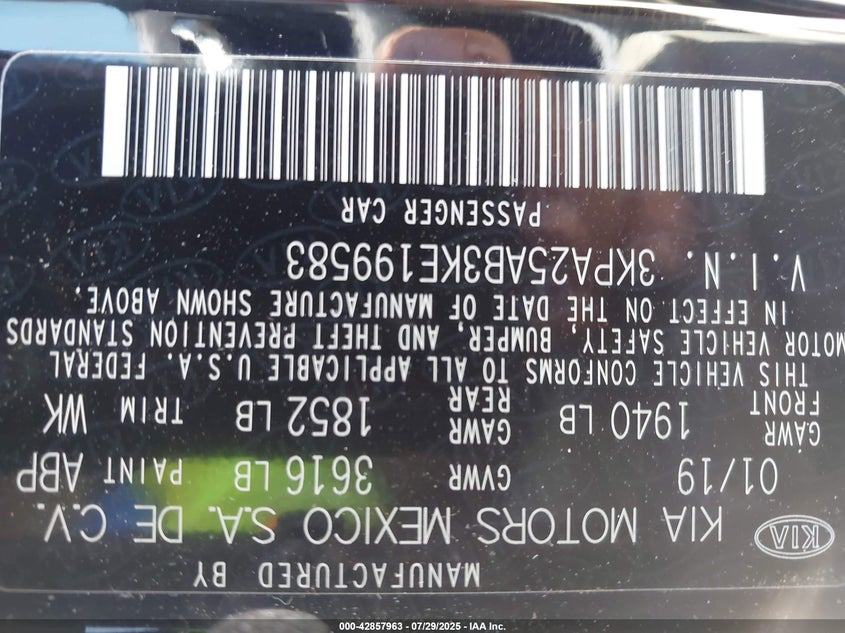 MANUFACTURED BY
KIA KIA MOTORS MEXICO S.A. DE C.V.
01/19 GVWR 3616 LB PAINT ABP
GAWR FRONT 1940 LB GAWR REAR 1852 LB TRIM WK
THIS VEHICLE CONFORMS TO ALL APPLICABLE U.S.A. FEDERAL
MOTOR VEHICLE SAFETY, BUMPER, AND THEFT PREVENTION STANDARDS
IN EFFECT ON THE DATE OF MANUFACTURE SHOWN ABOVE.
V.I.N. 3KPA25AB3KE199583
PASSENGER CAR
000-42857963 - 07/29/2025 - IAA Inc.